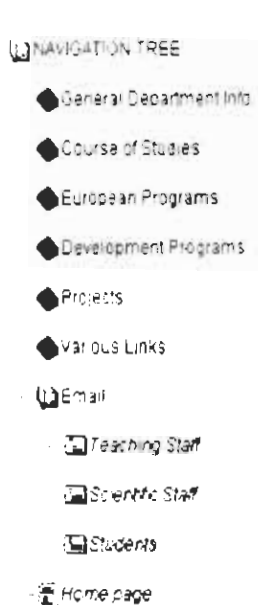 NAVIGATION TREE
General Department Info
Course of Studies
European Programs
Development Programs
Projects
Various Links
Email
Teaching Staff
Scientific Staff
Students
Home page